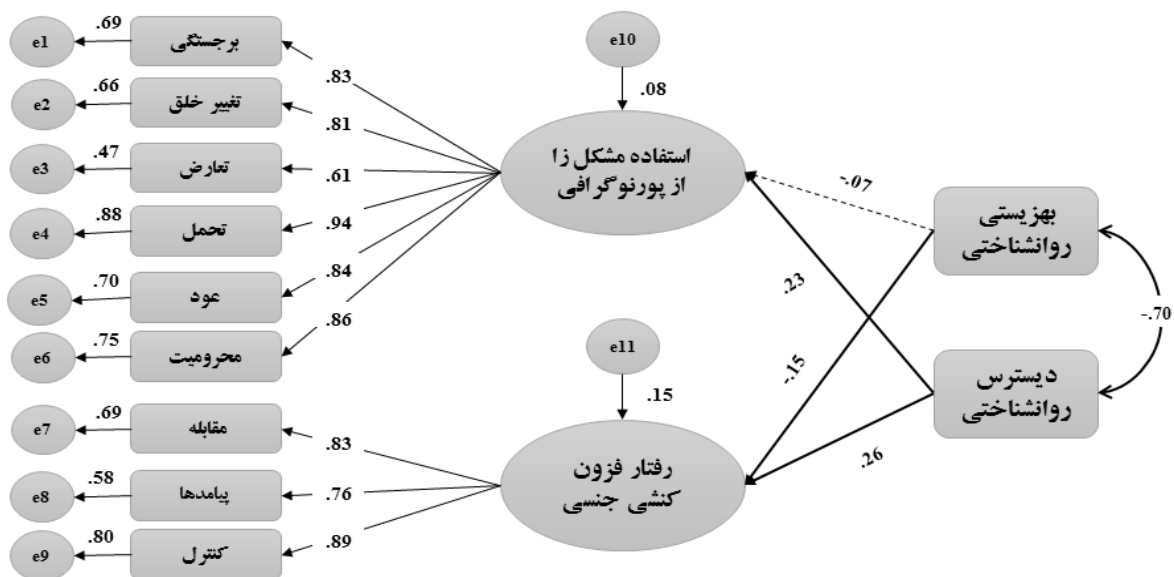 e1
.69
برجستگی
e2
.66
تغییر خلق
e3
.47
تعارض
e4
.88
تحمل
e5
.70
عود
e6
.75
محرومیت
e7
.69
مقابله
e8
.58
پیامدها
e9
.80
کنترل
.83
.81
.61
.94
.84
.86
.83
.76
.89
e10
.08
استفاده مشکل زا
از پورنوگرافی
e11
.15
رفتار فزون
کنشی جنسی
-.07
.23
-.15
.26
بهزیستی
روانشناختی
دیسترس
روانشناختی
-.70